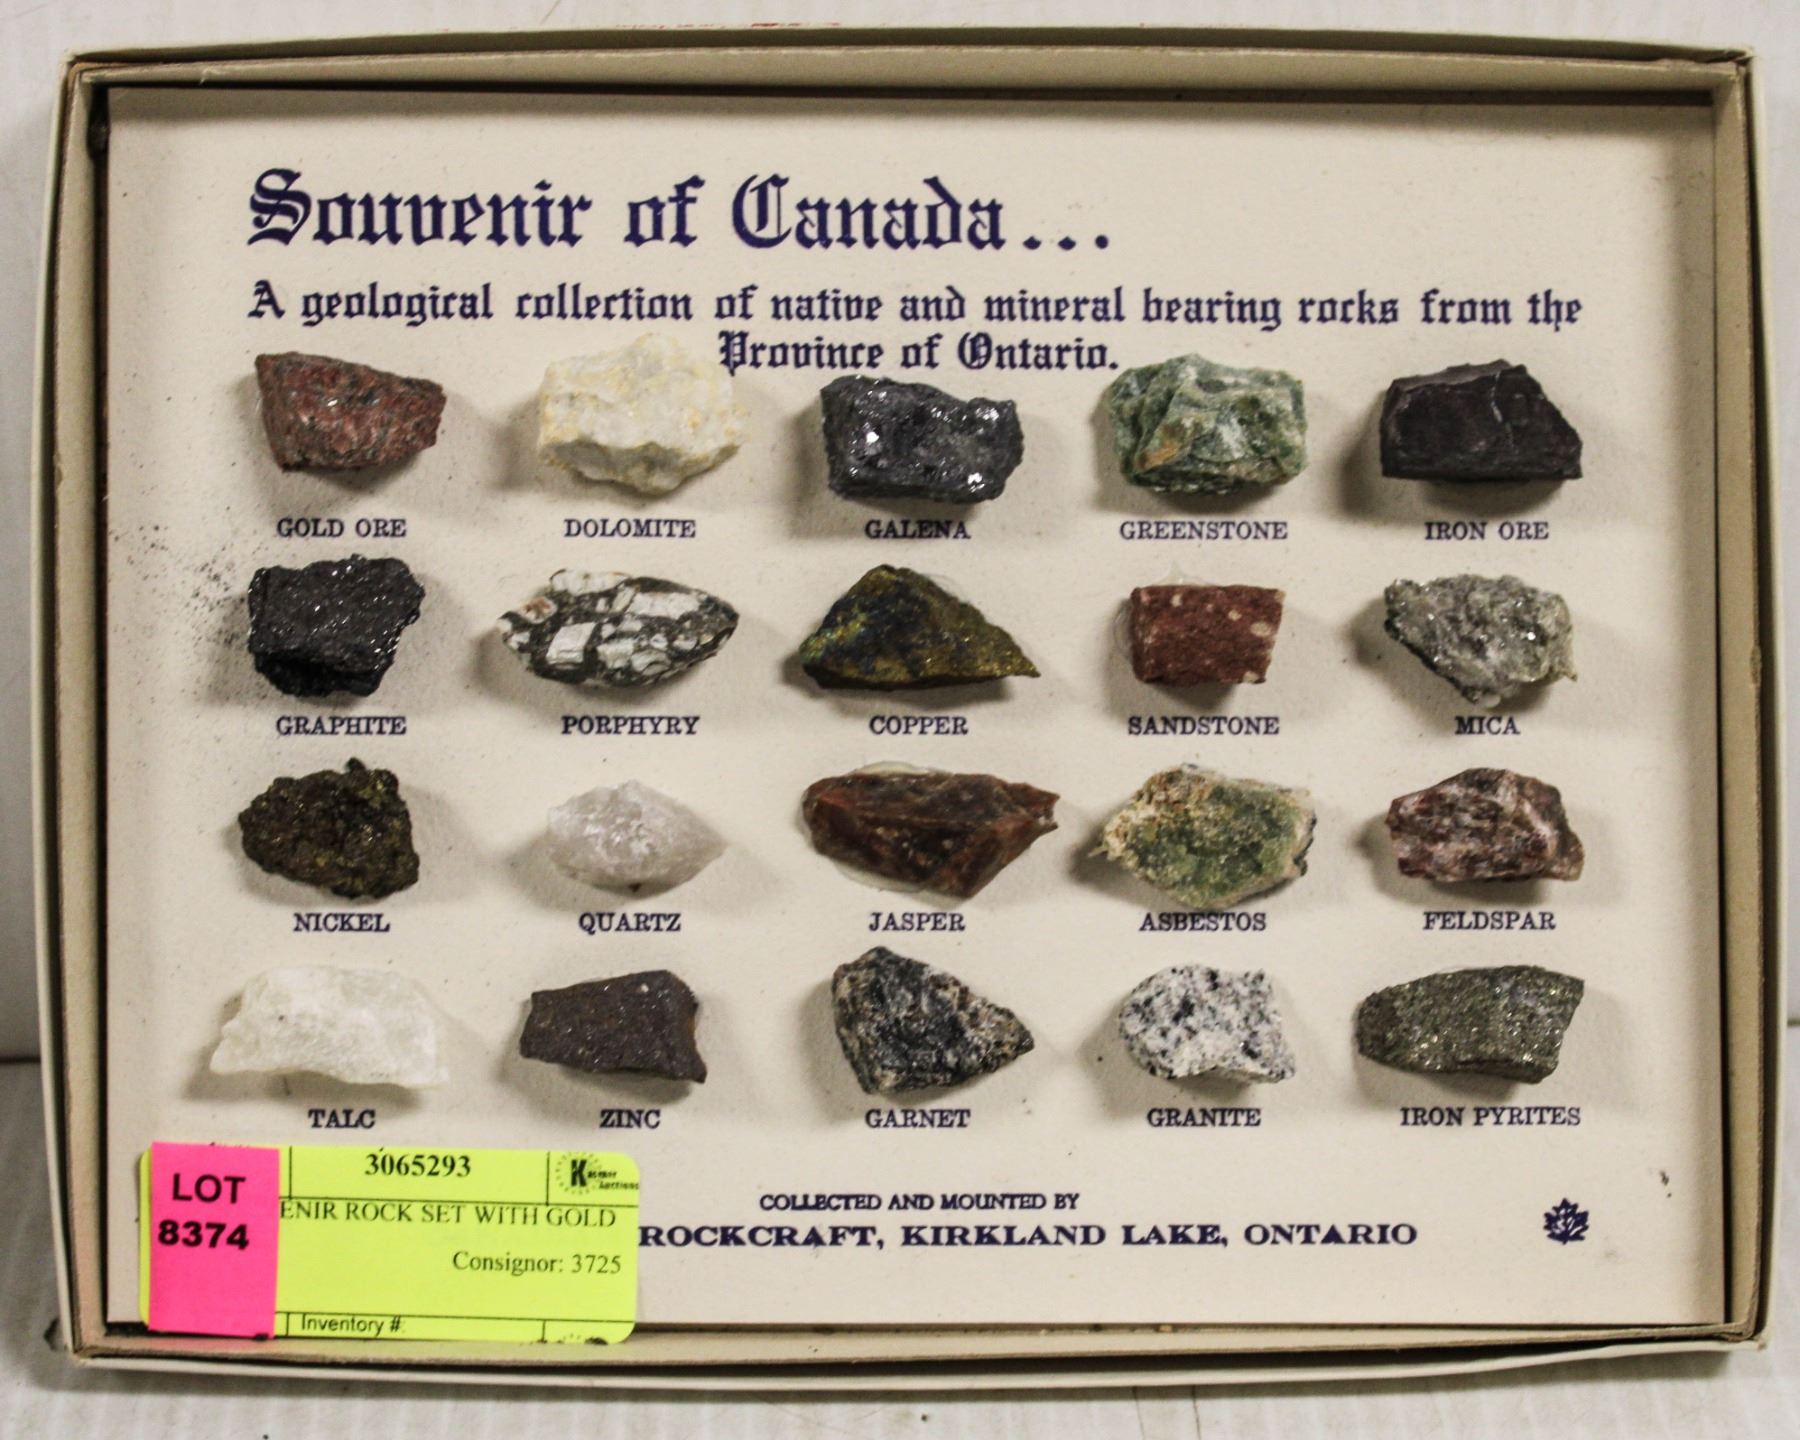 Souvenir of Canada...
A geological collection of native and mineral bearing rocks from the
Province of Ontario.
GOLD ORE DOLOMITE GALENA GREENSTONE IRON ORE
GRAPHITE PORPHYRY COPPER SANDSTONE MICA
NICKEL QUARTZ JASPER ASBESTOS FELDSPAR
TALC ZINC GARNET GRANITE IRON PYRITES
LOT
8374
3065293
ENIR ROCK SET WITH GOLD
Consignor: 3725
Inventory #:
COLLECTED AND MOUNTED BY
ROCKCRAFT, KIRKLAND LAKE, ONTARIO